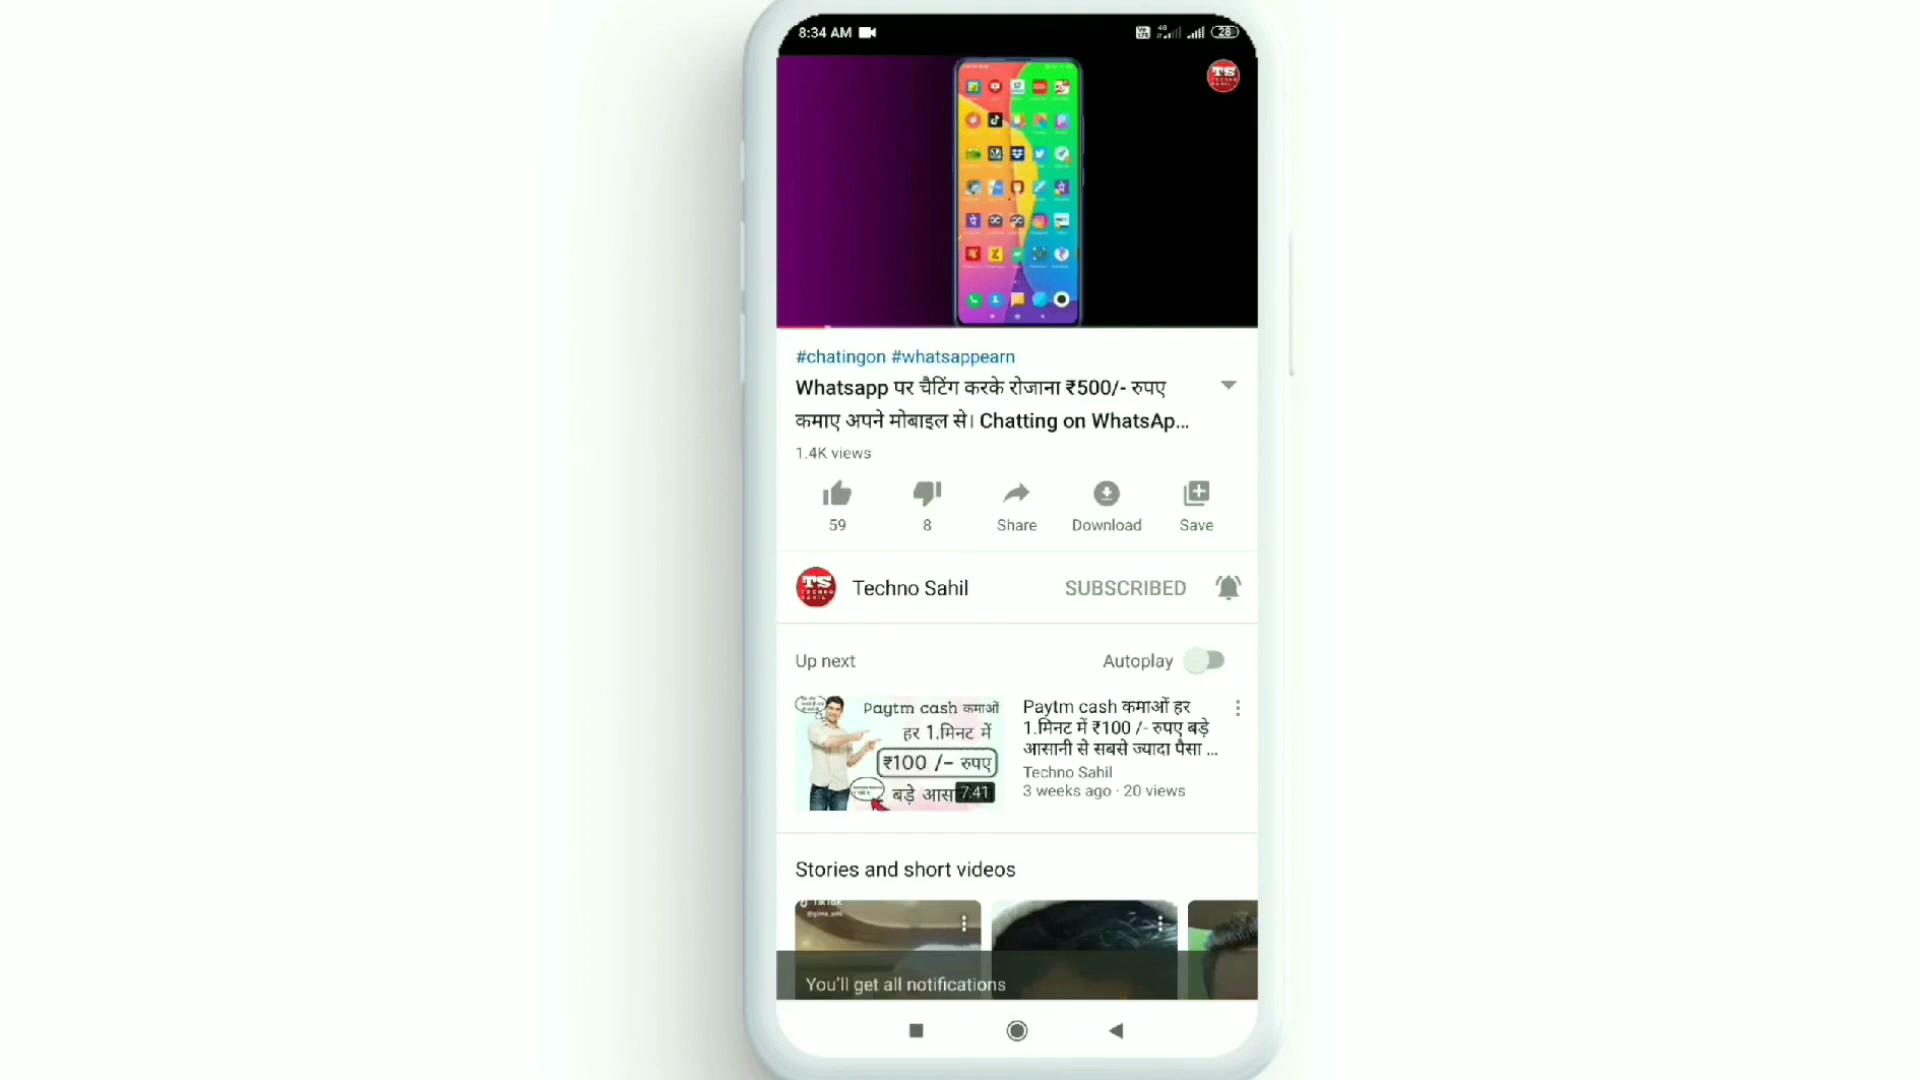 8:34 AM
28
#chatingon #whatsappearn
Whatsapp पर चैटिंग करके रोजाना ₹500/- रुपए
कमाए अपने मोबाइल से। Chatting on WhatsAp...
1.4K views
59
8
Share
Download
Save
TS
Techno Sahil
SUBSCRIBED
Up next
Autoplay
Paytm cash कमाओं
हर 1.मिनट में
₹100 /- रुपए
बड़े आस
7:41
Paytm cash कमाओं हर
1.मिनट में ₹100 /- रुपए बड़े
आसानी से सबसे ज्यादा पैसा ...
Techno Sahil
3 weeks ago · 20 views
Stories and short videos
You'll get all notifications